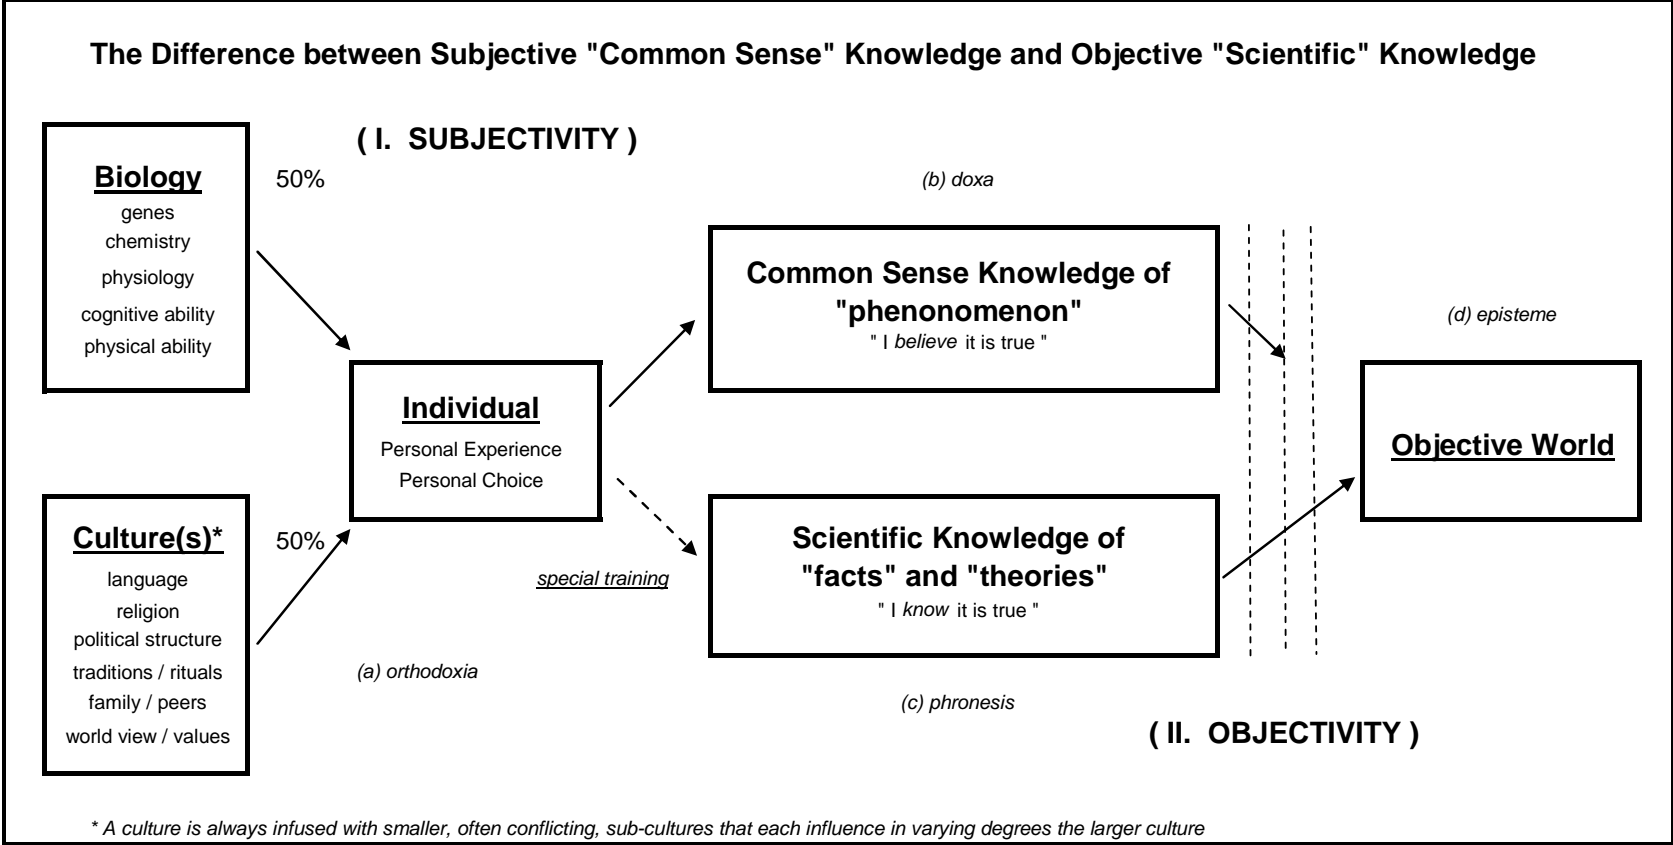 The Difference between Subjective "Common Sense" Knowledge and Objective "Scientific" Knowledge
( I.  SUBJECTIVITY )
Biology
genes
chemistry
physiology
cognitive ability
physical ability
50%
Culture(s)*
language
religion
political structure
traditions / rituals
family / peers
world view / values
50%
Individual
Personal Experience
Personal Choice
special training
(a) orthodoxia
(b) doxa
Common Sense Knowledge of
"phenonomenon"
" I believe it is true "
Scientific Knowledge of
"facts" and "theories"
" I know it is true "
(c) phronesis
(d) episteme
Objective World
( II.  OBJECTIVITY )
* A culture is always infused with smaller, often conflicting, sub-cultures that each influence in varying degrees the larger culture